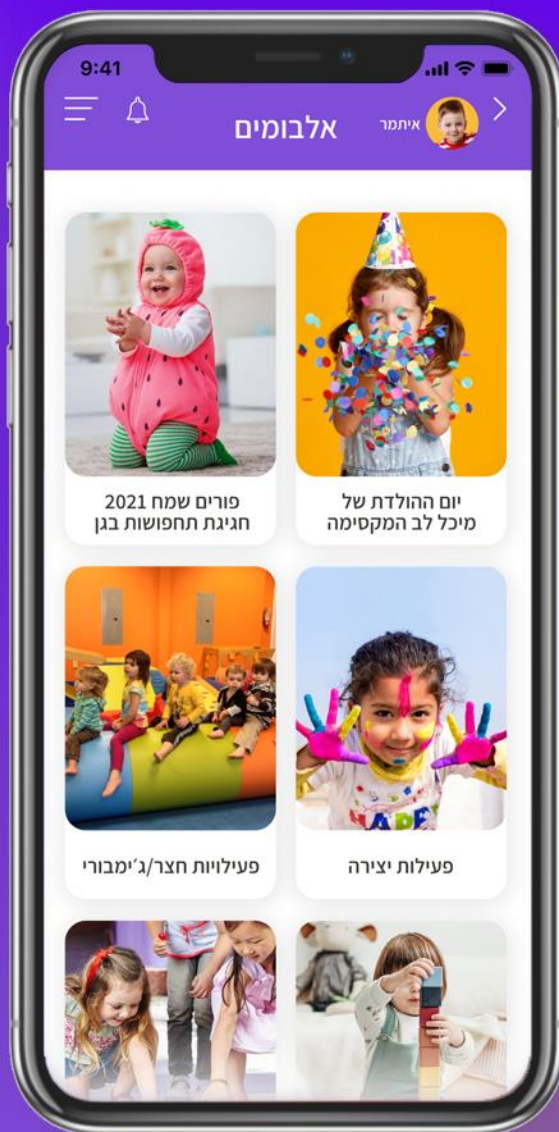 9:41
איתמר
אלבומים
יום ההולדת של
מיכל לב המקסימה
פורים שמח 2021
חגיגת תחפושות בגן
HAPPE
פעילות יצירה
פעילויות חצר/ג׳ימבורי